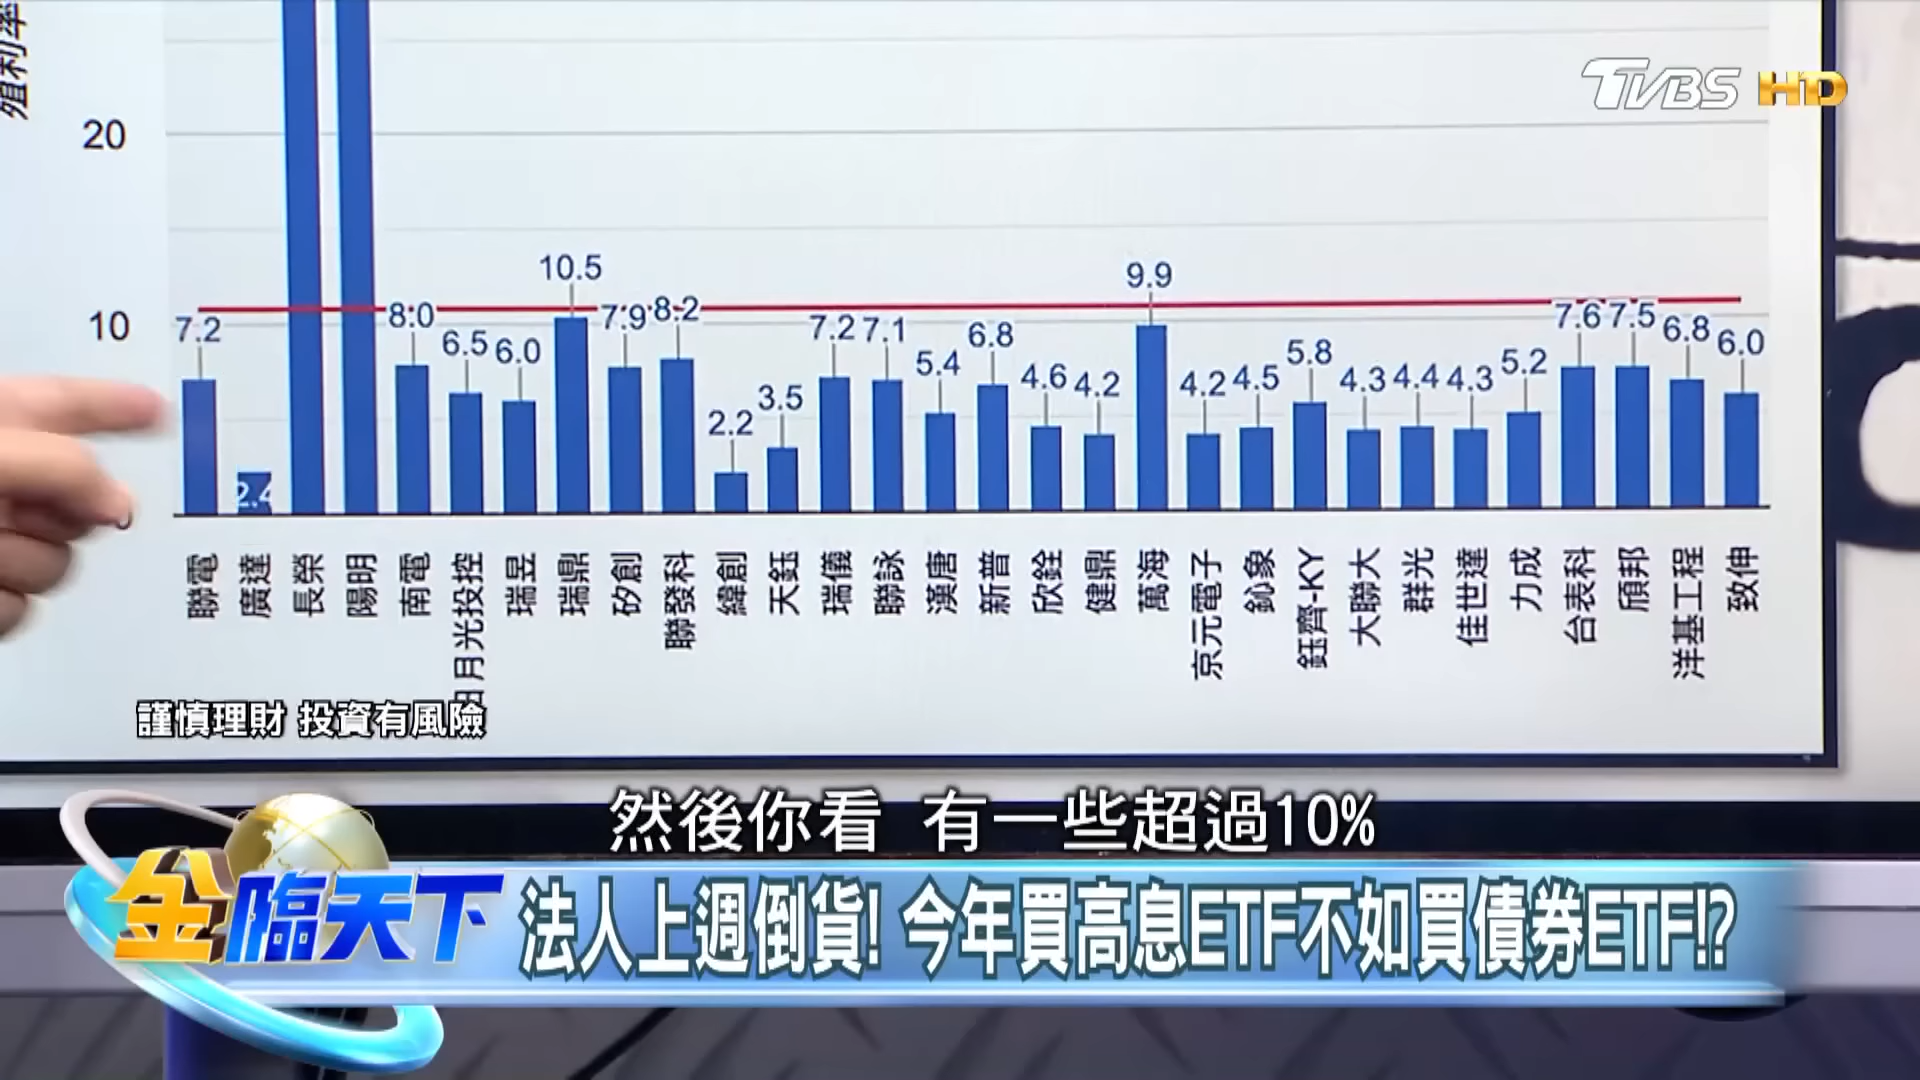 殖利率
TVBS HD
20
10
0
10.5
9.9
7.2
8.0
6.5
6.0
7.9
8.2
2.2
3.5
7.2
7.1
5.4
6.8
4.6
4.2
4.2
4.5
5.8
4.3
4.4
4.3
5.2
7.6
7.5
6.8
6.0
2.4
聯電
廣達
長榮
陽明
南電
日月光投控
瑞昱
瑞鼎
矽創
聯發科
緯創
天鈺
瑞儀
聯詠
漢唐
新普
欣銓
健鼎
萬海
京元電子
鈊象
鈺齊-KY
大聯大
群光
佳世達
力成
台表科
頎邦
洋基工程
致伸
謹慎理財 投資有風險
然後你看 有一些超過10%
金臨天下
法人上週倒貨! 今年買高息ETF不如買債券ETF!?